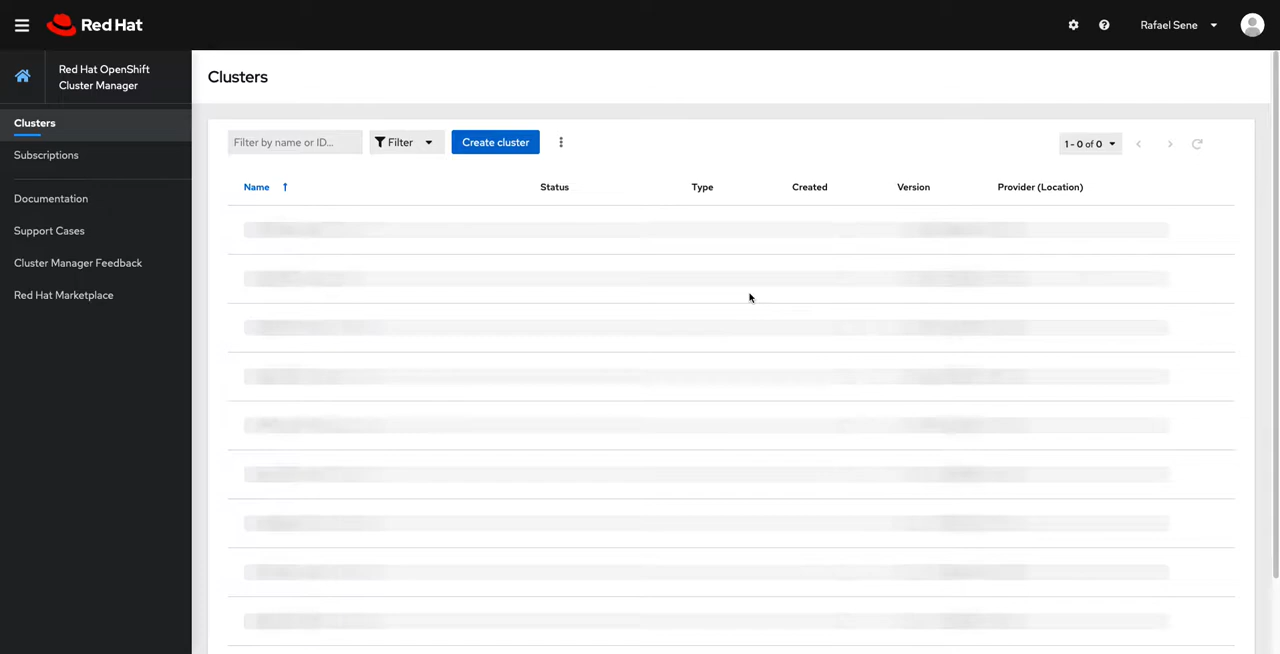 Red Hat
Rafael Sene
Red Hat OpenShift
Cluster Manager
Clusters
Subscriptions
Documentation
Support Cases
Cluster Manager Feedback
Red Hat Marketplace
Clusters
Filter by name or ID...
Filter
Create cluster
1 - 0 of 0
Name
Status
Type
Created
Version
Provider (Location)